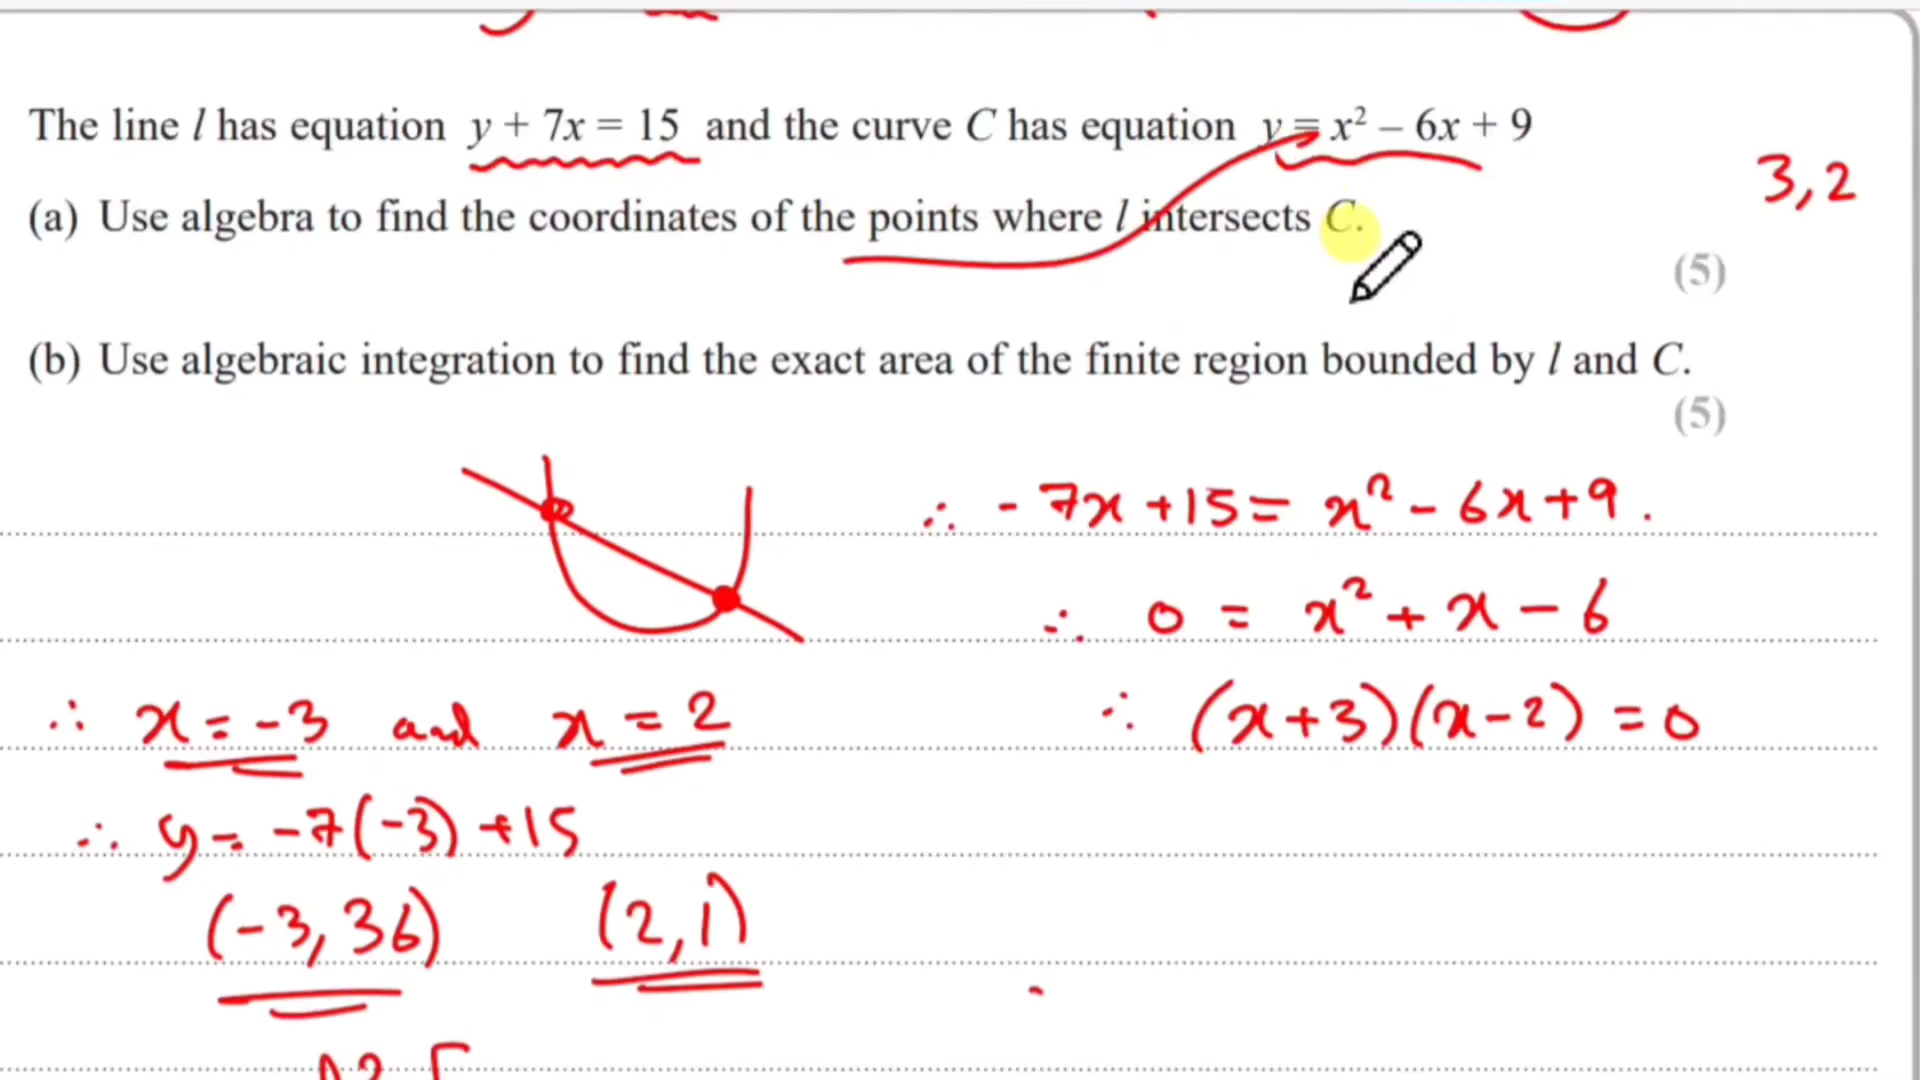 The line l has equation y + 7x = 15 and the curve C has equation y = x² – 6x + 9
3,2
(a) Use algebra to find the coordinates of the points where l intersects C.
(5)
(b) Use algebraic integration to find the exact area of the finite region bounded by l and C.
(5)
∴ -7x+15 = x² - 6x+9.
∴ 0 = x² + x - 6
∴ (x+3)(x-2) = 0
∴ x = -3 and x = 2
∴ y = -7(-3) +15
(-3, 36) (2,1)